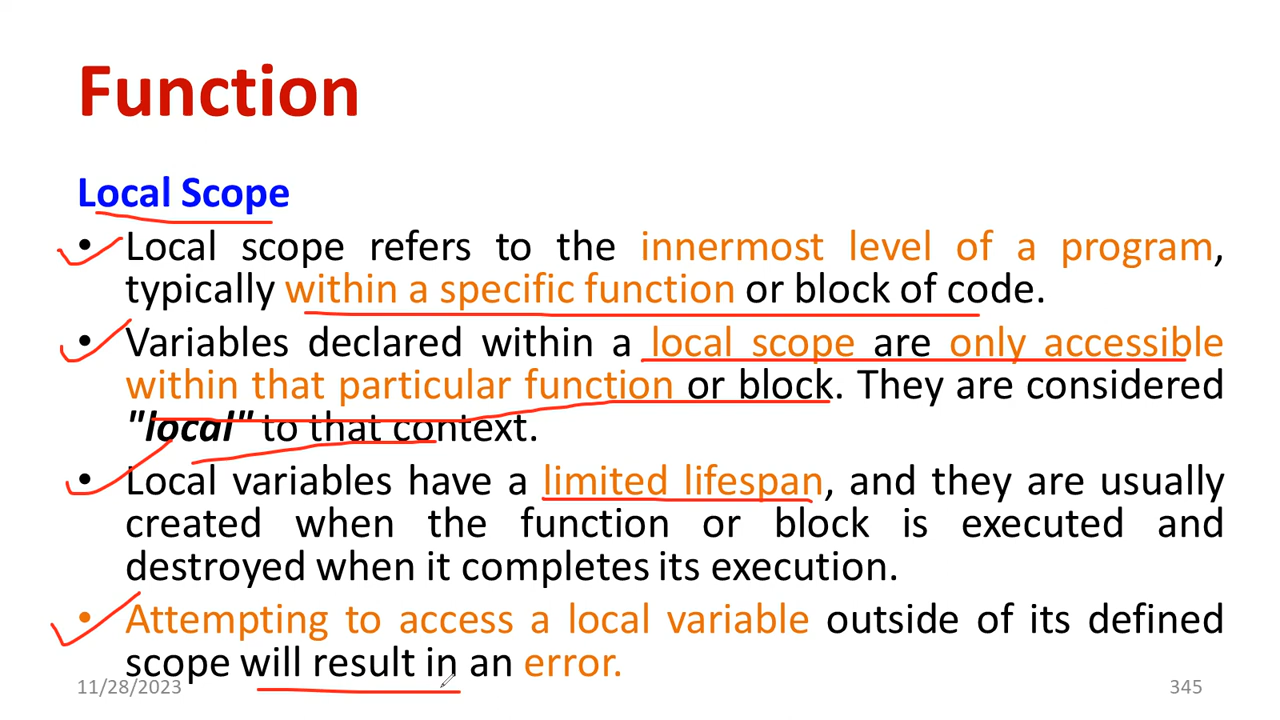 Function
Local Scope
• Local scope refers to the innermost level of a program,
typically within a specific function or block of code.
• Variables declared within a local scope are only accessible
within that particular function or block. They are considered
"local" to that context.
• Local variables have a limited lifespan, and they are usually
created when the function or block is executed and
destroyed when it completes its execution.
• Attempting to access a local variable outside of its defined
scope will result in an error.
11/28/2023
345